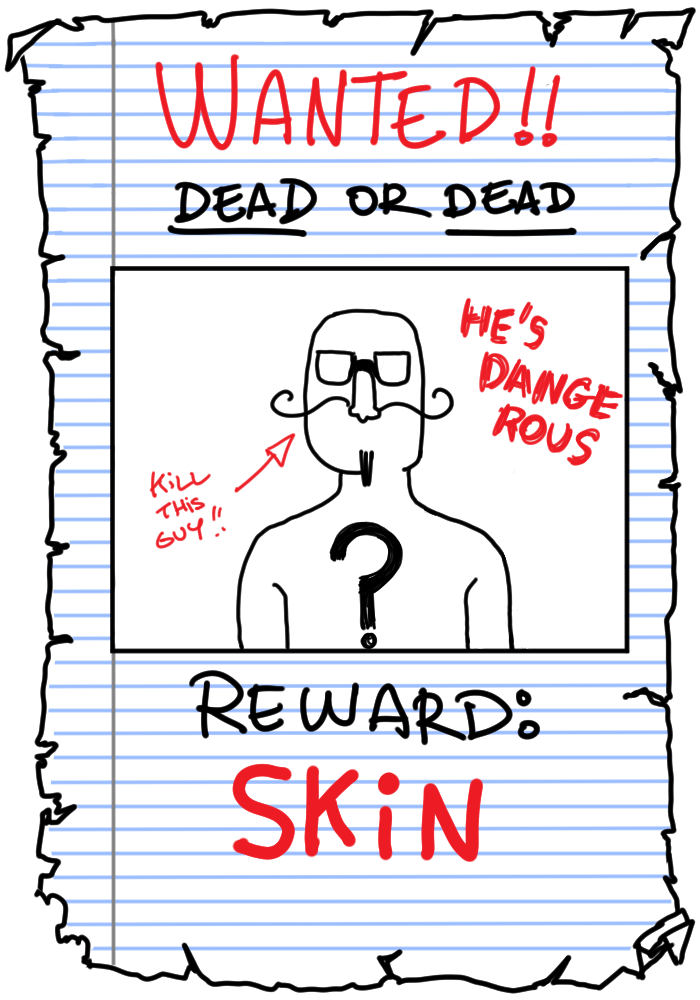 WANTED!!
DEAD OR DEAD
HE'S
DANGE
ROUS
KiLL
THiS
GUY!!
?
REWARD:
SKiN